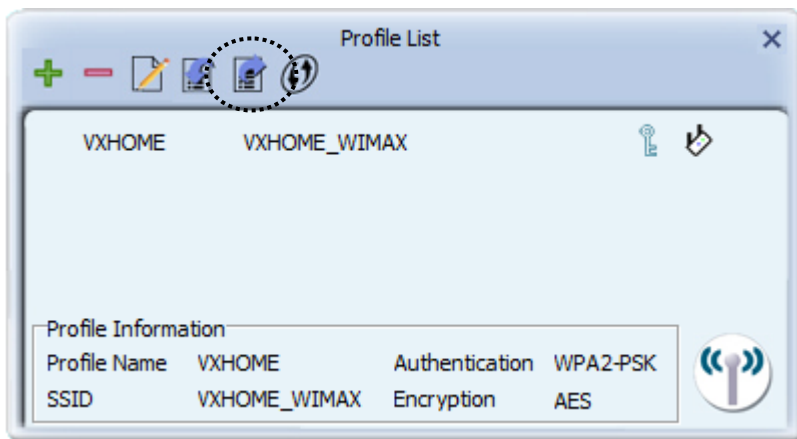 Profile List
VXHOME VXHOME_WIMAX
Profile Information
Profile Name VXHOME Authentication WPA2-PSK
SSID VXHOME_WIMAX Encryption AES